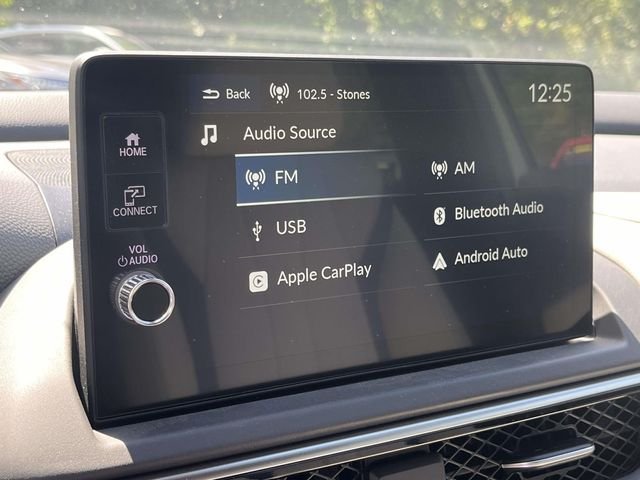 Back 102.5 - Stones 12:25
Audio Source
HOME
CONNECT
VOL
AUDIO
FM
AM
USB
Bluetooth Audio
Apple CarPlay
Android Auto